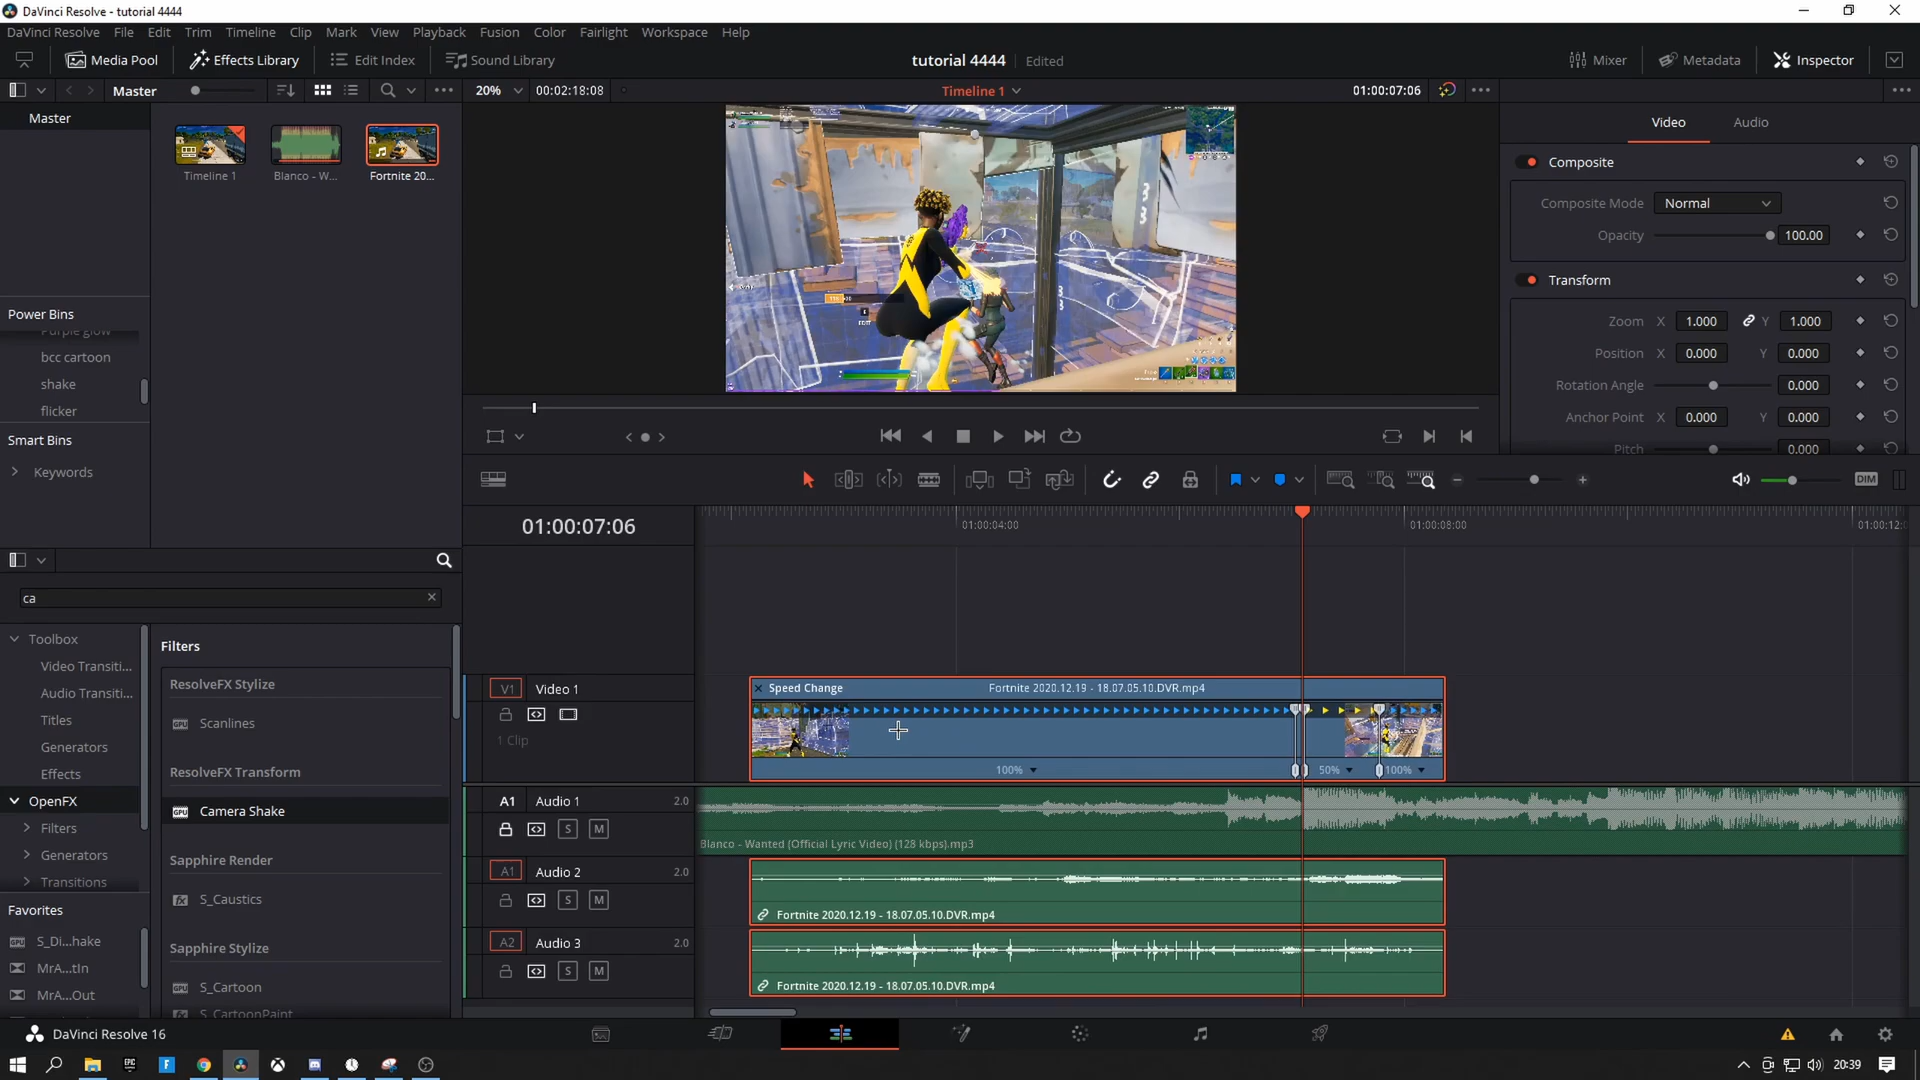 DaVinci Resolve - tutorial 4444
DaVinci Resolve File Edit Trim Timeline Clip Mark View Playback Fusion Color Fairlight Workspace Help
Media Pool Effects Library Edit Index Sound Library tutorial 4444 Edited Mixer Metadata Inspector
Master 20% 00:02:18:08 Timeline 1 01:00:07:06
Master
Timeline 1 Blanco - W... Fortnite 20...
Video Audio
Composite
Composite Mode Normal
Opacity 100.00
Transform
Zoom X 1.000 Y 1.000
Position X 0.000 Y 0.000
Rotation Angle 0.000
Anchor Point X 0.000 Y 0.000
Pitch 0.000
Power Bins
Purple glow
bcc cartoon
shake
flicker
Smart Bins
Keywords
EDIT
DIM
01:00:07:06
01:00:04:00 01:00:08:00 01:00:12:0
ca
Toolbox
Video Transiti...
Audio Transiti...
Titles
Generators
Effects
OpenFX
Filters
Generators
Transitions
Favorites
S_Di...hake
MrA...tIn
MrA...Out
Filters
ResolveFX Stylize
Scanlines
ResolveFX Transform
Camera Shake
Sapphire Render
S_Caustics
Sapphire Stylize
S_Cartoon
S_CartoonPaint
V1 Video 1
1 Clip
Speed Change Fortnite 2020.12.19 - 18.07.05.10.DVR.mp4
100% 50% 100%
A1 Audio 1 2.0
S M
Blanco - Wanted (Official Lyric Video) (128 kbps).mp3
A1 Audio 2 2.0
S M
Fortnite 2020.12.19 - 18.07.05.10.DVR.mp4
A2 Audio 3 2.0
S M
Fortnite 2020.12.19 - 18.07.05.10.DVR.mp4
DaVinci Resolve 16
EPIC
F
20:39